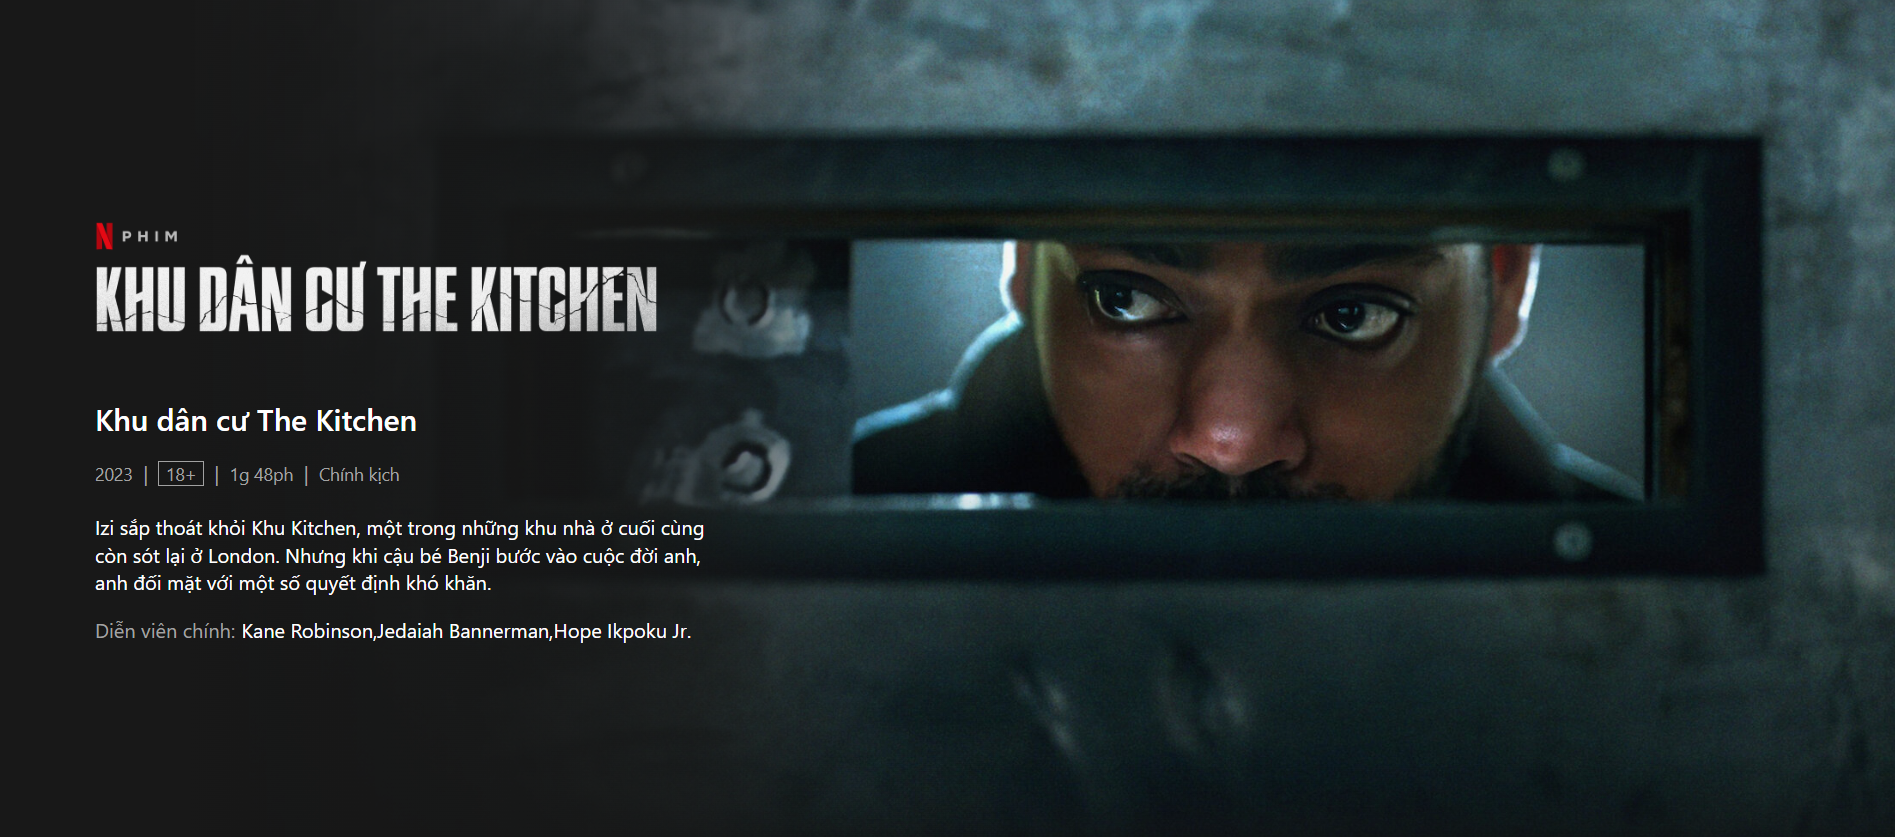 N PHIM
KHU DÂN CƯ THE KITCHEN
Khu dân cư The Kitchen
2023 | 18+ | 1g 48ph | Chính kịch
Izi sắp thoát khỏi Khu Kitchen, một trong những khu nhà ở cuối cùng
còn sót lại ở London. Nhưng khi cậu bé Benji bước vào cuộc đời anh,
anh đối mặt với một số quyết định khó khăn.
Diễn viên chính: Kane Robinson,Jedaiah Bannerman,Hope Ikpoku Jr.